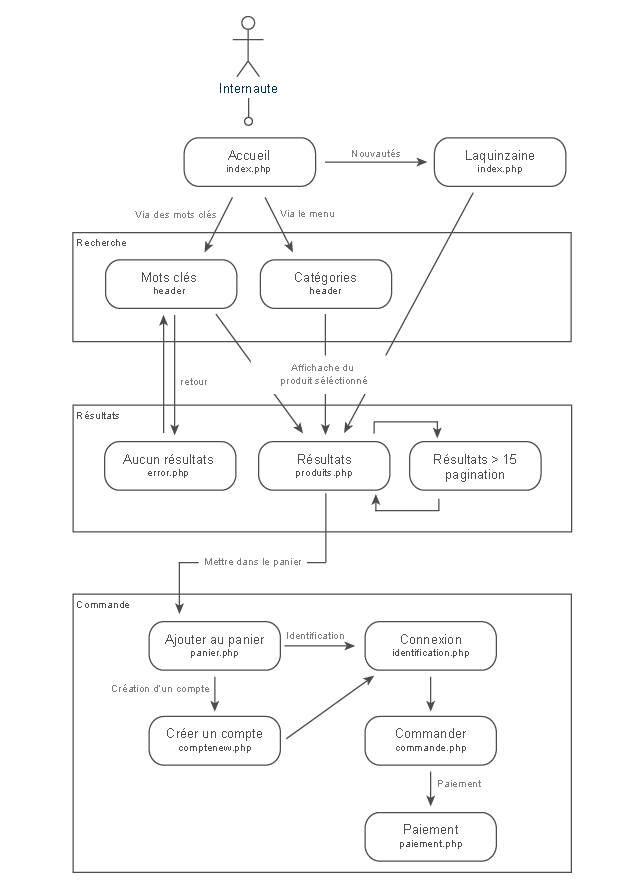 Internaute
Accueil
index.php
Nouvautés
Laquinzaine
index.php
Via des mots clés
Via le menu
Recherche
Mots clés
header
Catégories
header
retour
Affichache du
produit séléctionné
Résultats
Aucun résultats
error.php
Résultats
produits.php
Résultats > 15
pagination
Mettre dans le panier
Commande
Ajouter au panier
panier.php
Identification
Connexion
identification.php
Création d'un compte
Créer un compte
comptenew.php
Commander
commande.php
Paiement
Paiement
paiement.php